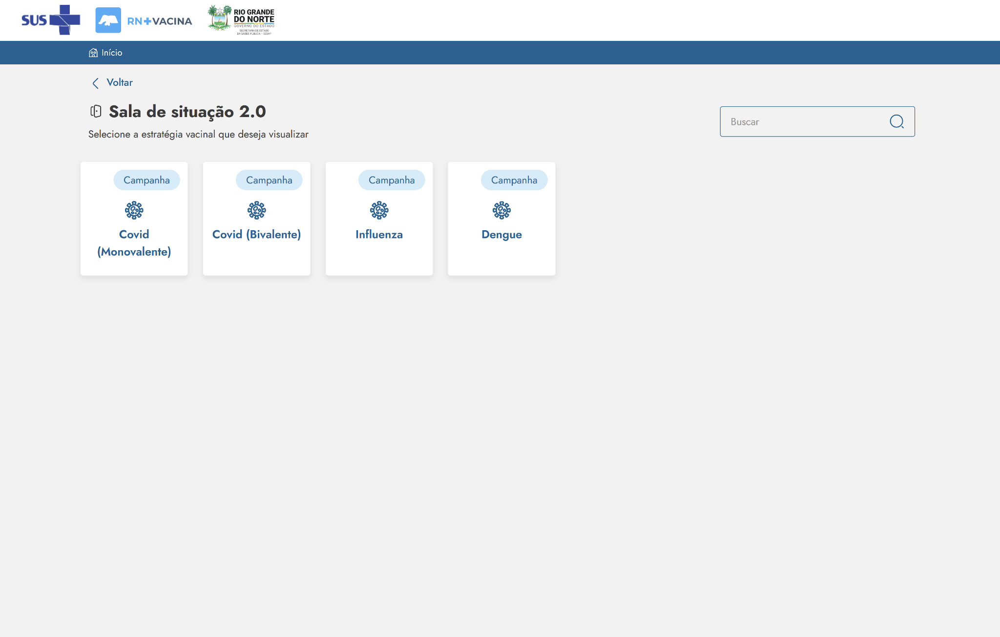 SUS
RN+VACINA
RIO GRANDE
DO NORTE
GOVERNO DO ESTADO
SECRETARIA DE ESTADO
DA SAÚDE PÚBLICA - SESAP
Início
Voltar
Sala de situação 2.0
Selecione a estratégia vacinal que deseja visualizar
Buscar
Campanha
Covid
(Monovalente)
Campanha
Covid (Bivalente)
Campanha
Influenza
Campanha
Dengue